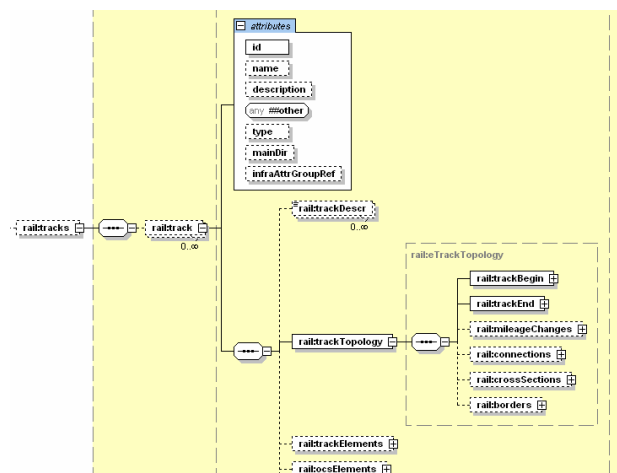 attributes
id
name
description
any ##other
type
mainDir
infraAttrGroupRef
rail:trackDescr
0..∞
rail:tracks
rail:track
0..∞
rail:eTrackTopology
rail:trackBegin
rail:trackEnd
rail:trackTopology
rail:mileageChanges
rail:connections
rail:crossSections
rail:borders
rail:trackElements
rail:ocsElements